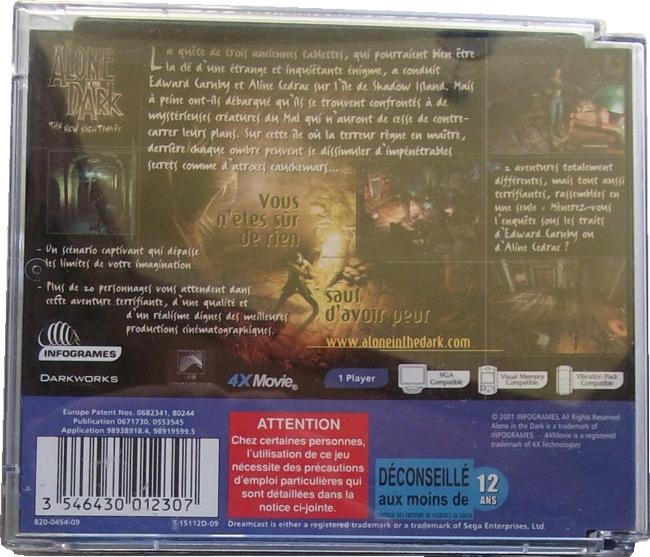 ALONE
IN THE
DARK
THE NEW NIGHTMARE
La quête de trois anciennes tablettes, qui pourraient bien être
la clé d'une étrange et inquiétante énigme, a conduit
Edward Carnby et Aline Cedrac sur l'île de Shadow Island. Mais
à peine ont-ils débarqué qu'ils se trouvent confrontés à de
mystérieuses créatures du Mal qui n'auront de cesse de contre-
carrer leurs plans. Sur cette île où la terreur règne en maître,
derrière chaque ombre peuvent se dissimuler d'impénétrables
secrets comme d'atroces cauchemars...
Vous
n'êtes sûr
de rien
sauf
d'avoir peur
- 2 aventures totalement
différentes, mais tout aussi
terrifiantes, rassemblées en
une seule : Mènerez-vous
l'enquête sous les traits
d'Edward Carnby ou
d'Aline Cedrac ?
- Un scénario captivant qui dépasse
les limites de votre imagination
- Plus de 20 personnages vous attendent dans
cette aventure terrifiante, d'une qualité et
d'un réalisme dignes des meilleures
productions cinématographiques.
www.aloneinthedark.com
INFOGRAMES
DARKWORKS
4XMovie®
1 Player
VGA
Compatible
Visual Memory
Compatible
Vibration Pack
Compatible
Europe Patent Nos. 0682341, 80244
Publication 0671730, 0553545
Application 98938918.4, 98919599.5
3 546430 012307
820-0454-09
T-15112D-09
ATTENTION
Chez certaines personnes,
l'utilisation de ce jeu
nécessite des précautions
d'emploi particulières qui
sont détaillées dans la
notice ci-jointe.
DÉCONSEILLÉ
aux moins de
12
ANS
© 2001 INFOGRAMES, All Rights Reserved
Alone in the Dark is a trademark of
INFOGRAMES. - 4XMovie is a registered
trademark of 4X Technologies
Dreamcast is either a registered trademark or a trademark of Sega Enterprises, Ltd.